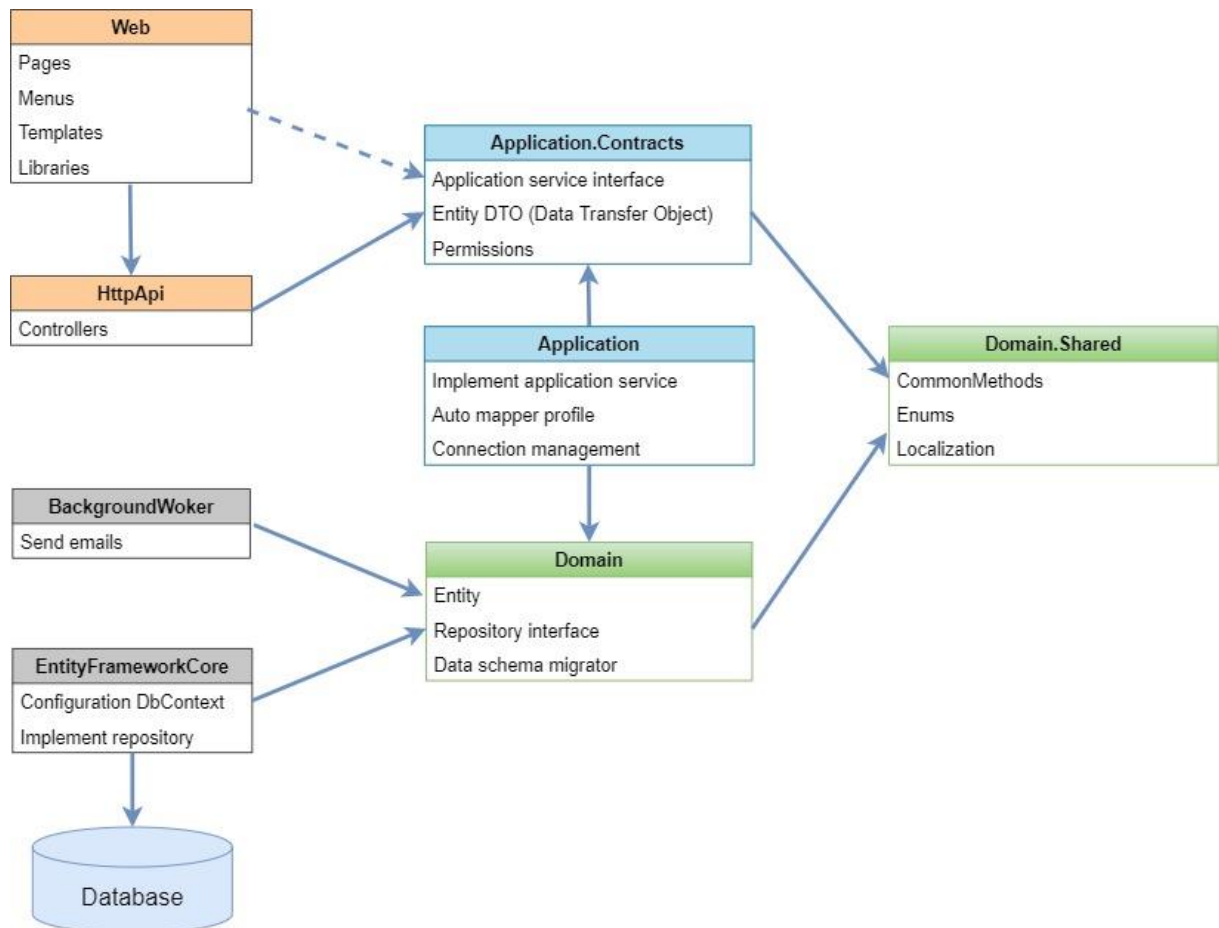 Web
Pages
Menus
Templates
Libraries
HttpApi
Controllers
Application.Contracts
Application service interface
Entity DTO (Data Transfer Object)
Permissions
Application
Implement application service
Auto mapper profile
Connection management
Domain.Shared
CommonMethods
Enums
Localization
BackgroundWoker
Send emails
Domain
Entity
Repository interface
Data schema migrator
EntityFrameworkCore
Configuration DbContext
Implement repository
Database